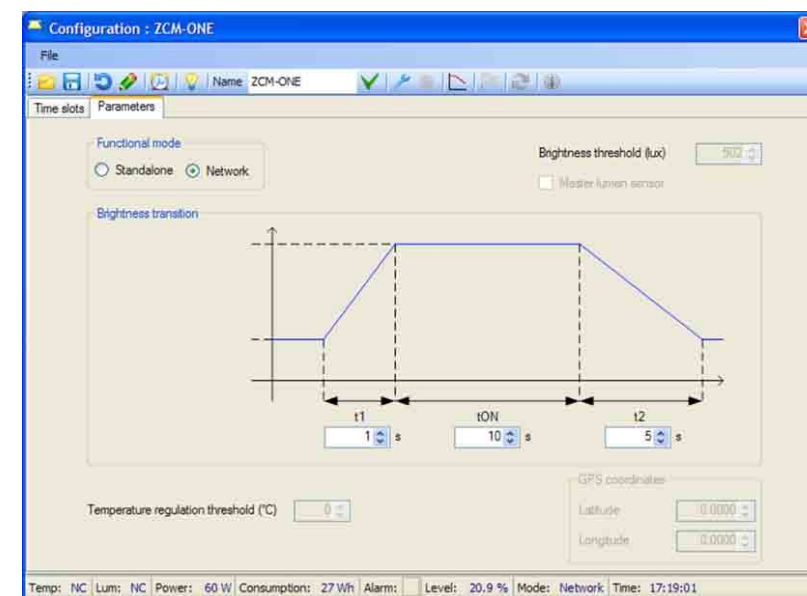 Configuration : ZCM-ONE
File
Name ZCM-ONE
Time slots Parameters
Functional mode
Standalone Network
Brightness threshold (lux) 502
Master lumen sensor
Brightness transition
t1 tON t2
1 s 10 s 5 s
Temperature regulation threshold (°C) 0
GPS coordinates
Latitude 0.0000
Longitude 0.0000
Temp: NC Lum: NC Power: 60 W Consumption: 27 Wh Alarm: Level: 20.9 % Mode: Network Time: 17:19:01